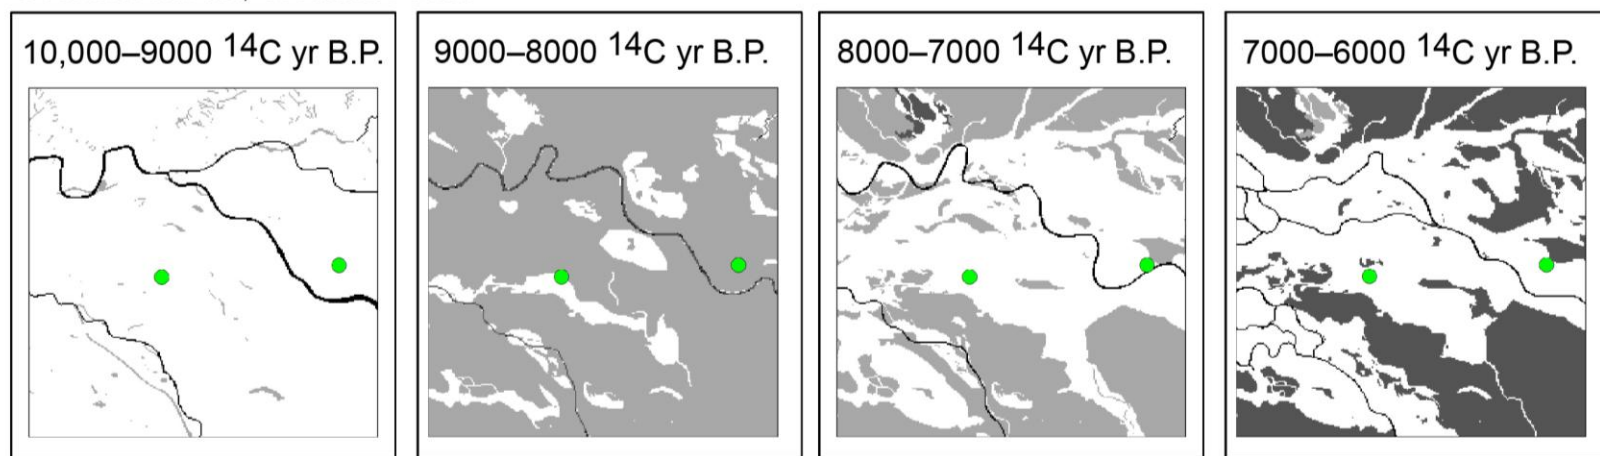 10,000–9000 ¹⁴C yr B.P.
9000–8000 ¹⁴C yr B.P.
8000–7000 ¹⁴C yr B.P.
7000–6000 ¹⁴C yr B.P.